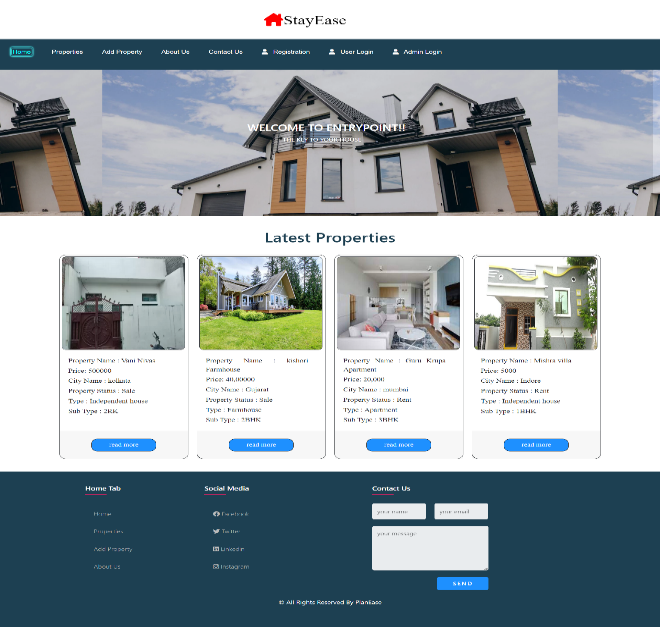 StayEase
Home Properties Add Property About Us Contact Us Registration User Login Admin Login
WELCOME TO ENTRYPOINT!!
THE KEY TO YOUR HOUSE
Latest Properties
Property Name : Vani Nivas
Price: 500000
City Name : kolkata
Property Status : Sale
Type : Independent house
Sub Type : 2RK
read more
Property Name : kishori
Farmhouse
Price: 40,00000
City Name : Gujarat
Property Status : Sale
Type : Farmhouse
Sub Type : 2BHK
read more
Property Name : Guru Krupa
Apartment
Price: 20,000
City Name : mumbai
Property Status : Rent
Type : Apartment
Sub Type : 3BHK
read more
Property Name : Mishra villa
Price: 5000
City Name : Indore
Property Status : Rent
Type : Independent house
Sub Type : 1BHK
read more
Home Tab
Home
Properties
Add Property
About Us
Social Media
Facebook
Twitter
Linkedin
Instagram
Contact Us
your name your email
your message
SEND
© All Rights Reserved By PlanEase